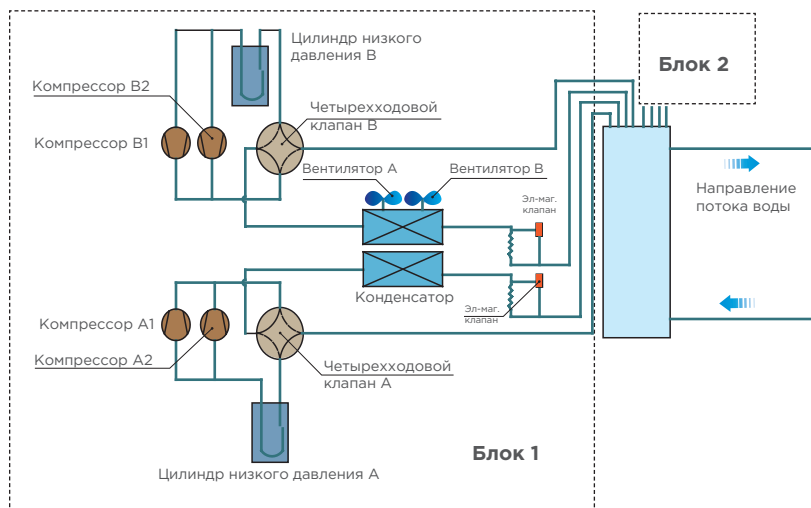 Цилиндр низкого
давления B
Блок 2
Компрессор B2
Четырехходовой
клапан B
Компрессор B1
Вентилятор A
Вентилятор B
Эл-маг.
клапан
Направление
потока воды
Конденсатор
Эл-маг.
клапан
Компрессор A1
Компрессор A2
Четырехходовой
клапан A
Блок 1
Цилиндр низкого давления A